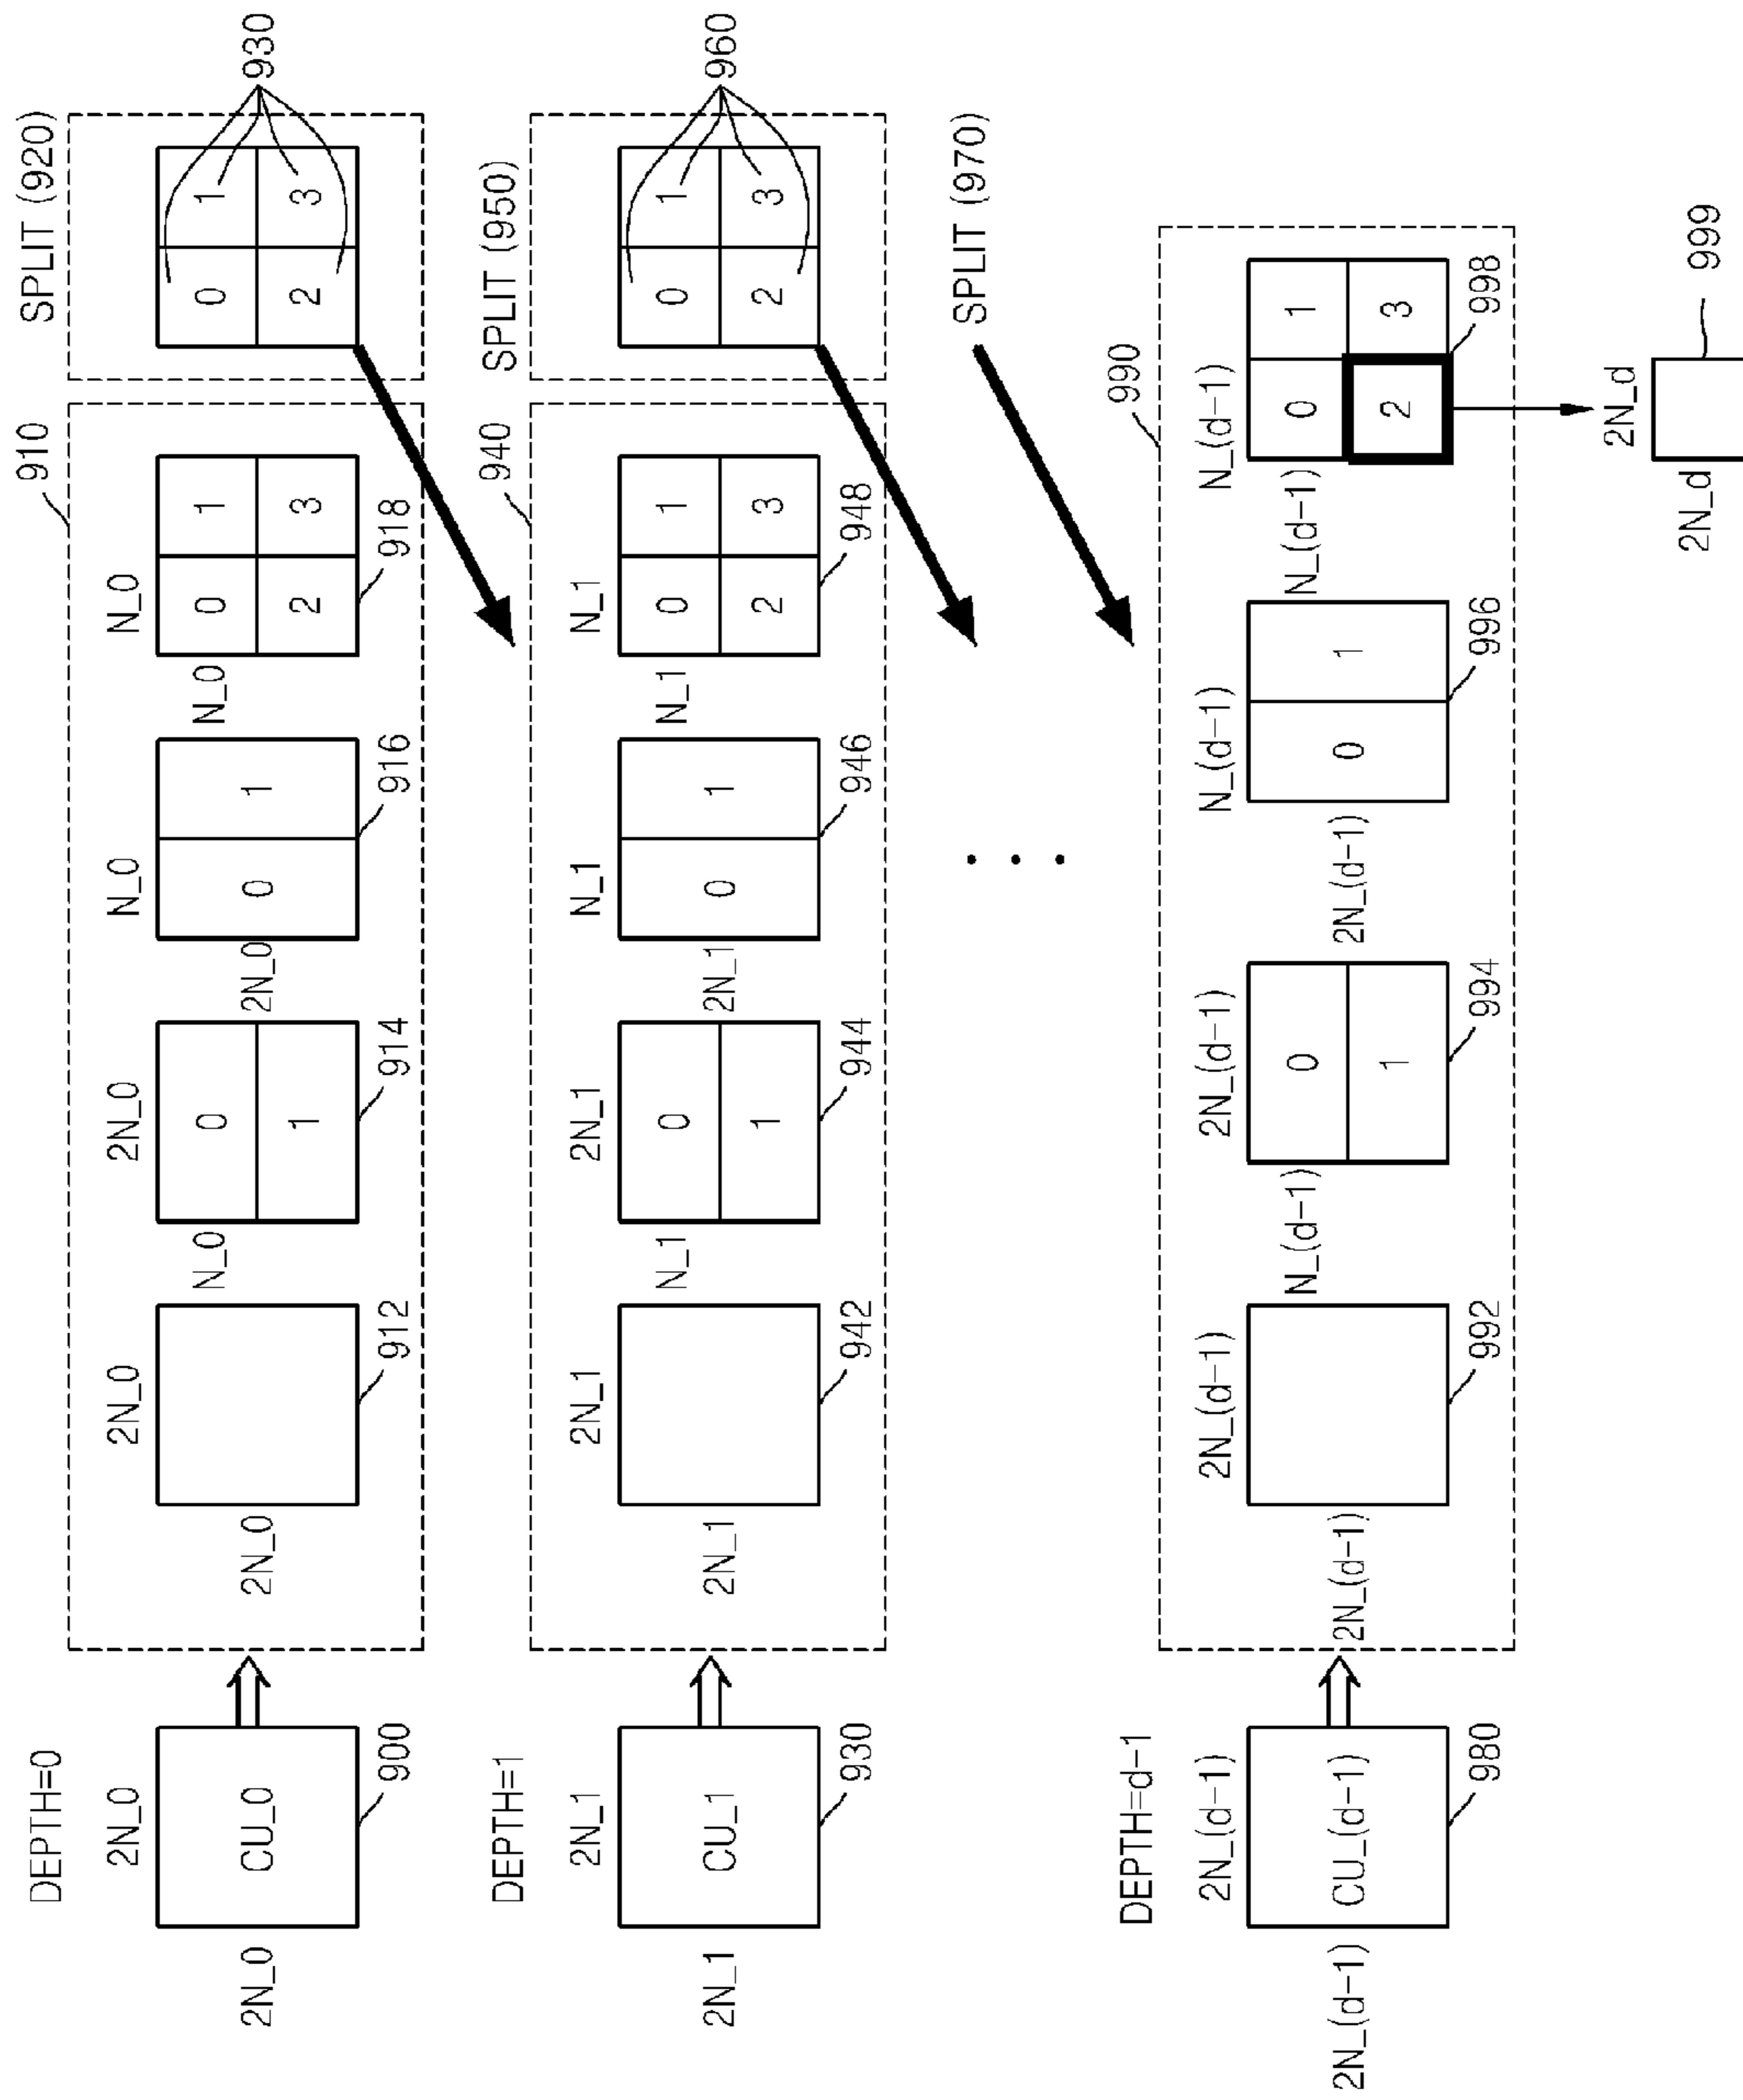 DEPTH=0
2N_0
2N_0
CU_0
900
910
2N_0
2N_0
912
2N_0
N_0
0
1
914
N_0
2N_0
0
1
916
N_0
N_0
0
1
2
3
918
SPLIT (920)
0
1
2
3
930
DEPTH=1
2N_1
2N_1
CU_1
930
940
2N_1
2N_1
942
2N_1
N_1
0
1
944
N_1
2N_1
0
1
946
N_1
N_1
0
1
2
3
948
SPLIT (950)
0
1
2
3
960
SPLIT (970)
DEPTH=d-1
2N_(d-1)
2N_(d-1)
CU_(d-1)
980
990
2N_(d-1)
2N_(d-1)
992
2N_(d-1)
N_(d-1)
0
1
994
N_(d-1)
2N_(d-1)
0
1
996
N_(d-1)
N_(d-1)
0
1
2
3
998
2N_d
2N_d
999